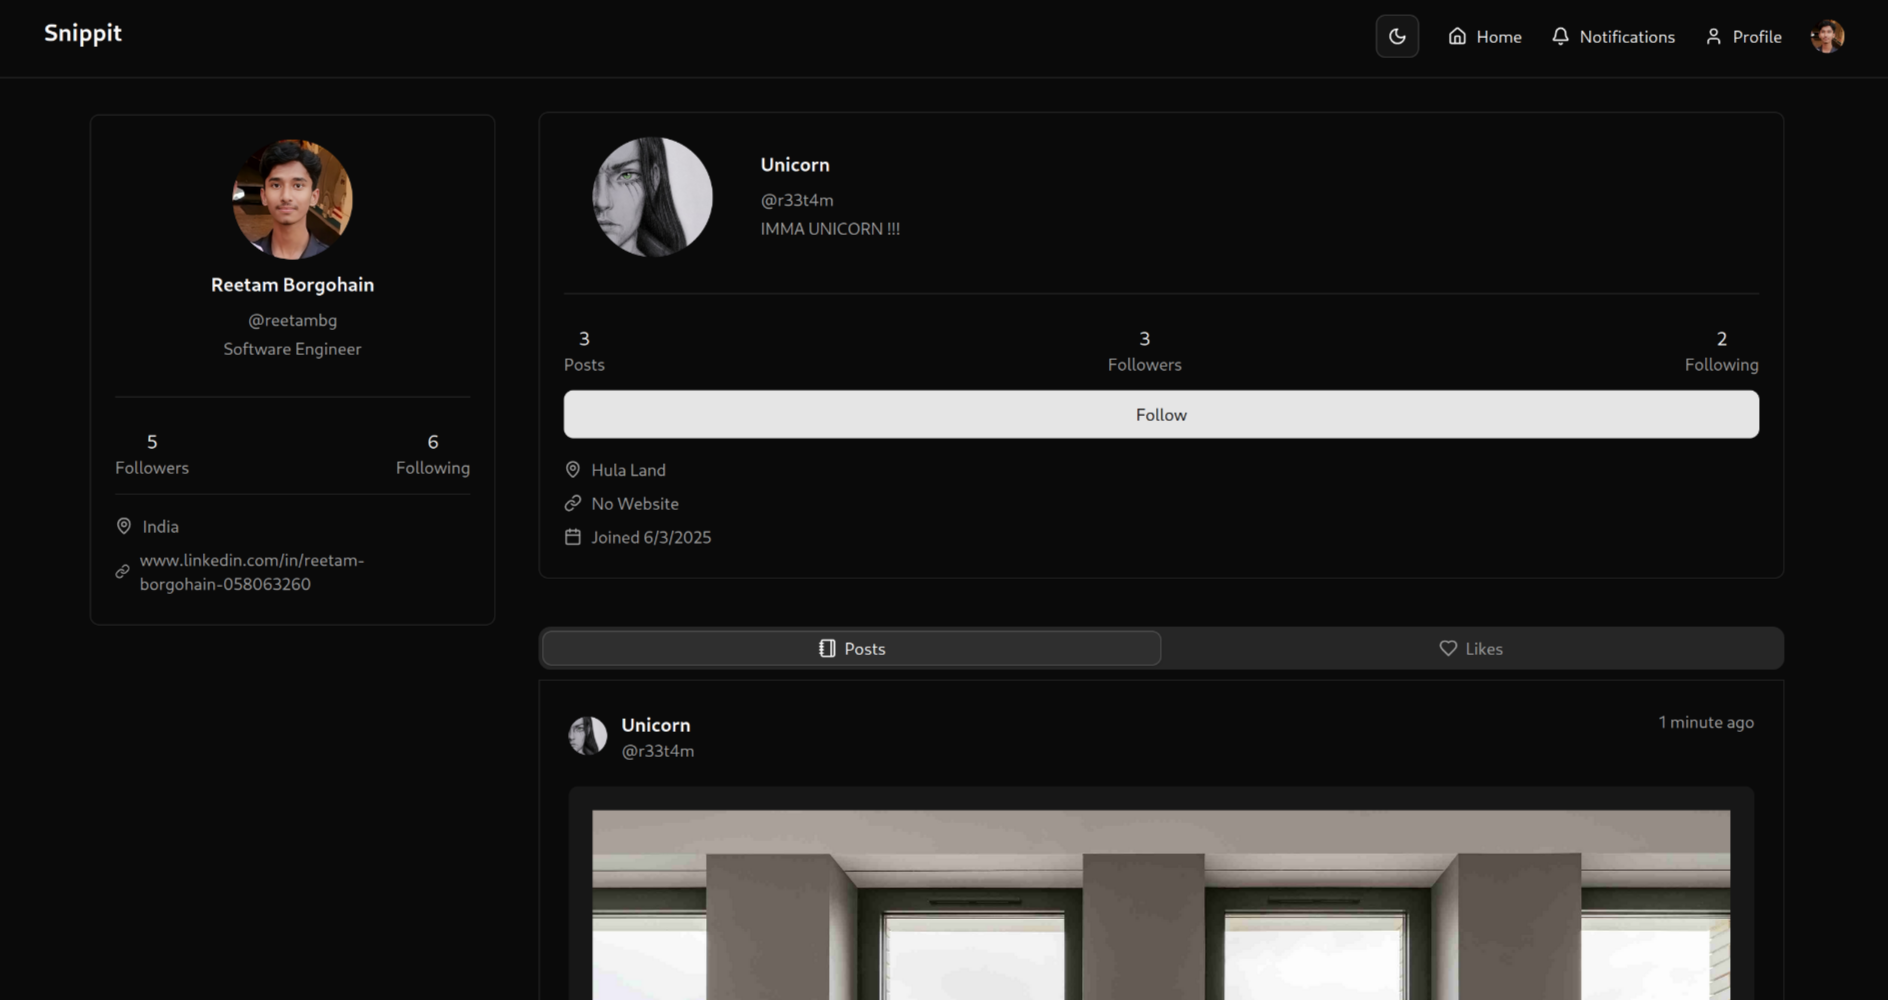 Snippit
Home
Notifications
Profile
Reetam Borgohain
@reetambg
Software Engineer
5
Followers
6
Following
India
www.linkedin.com/in/reetam-
borgohain-058063260
Unicorn
@r33t4m
IMMA UNICORN !!!
3
Posts
3
Followers
2
Following
Follow
Hula Land
No Website
Joined 6/3/2025
Posts
Likes
Unicorn
@r33t4m
1 minute ago